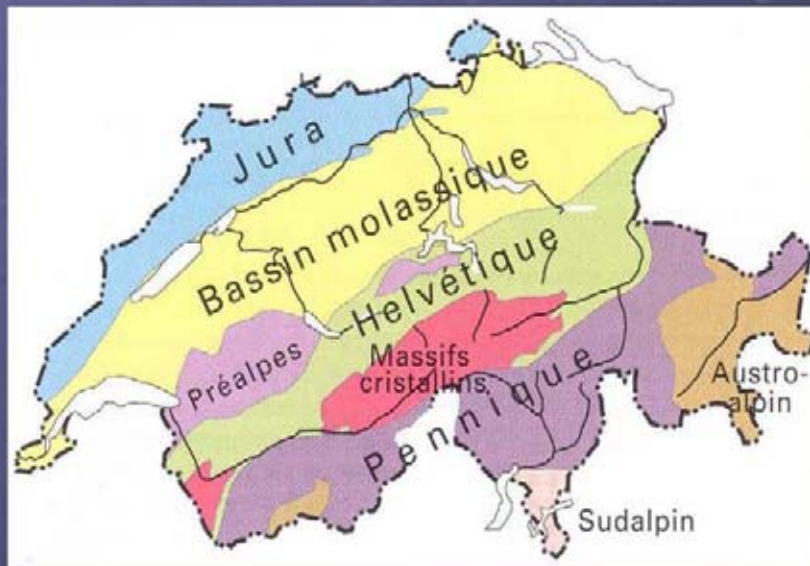 Jura
Bassin molassique
Helvétique
Préalpes
Massifs
cristallins
Pennique
Austro-
alpin
Sudalpin